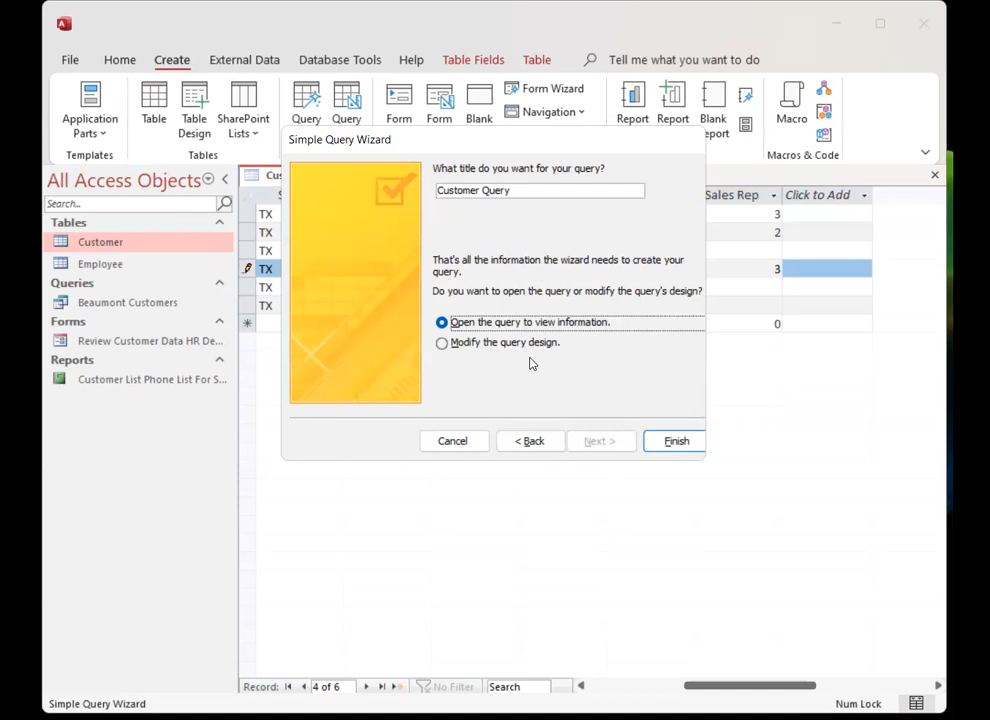 File Home Create External Data Database Tools Help Table Fields Table Tell me what you want to do
Application
Parts
Templates
Table
Table
Design
SharePoint
Lists
Tables
Query
Query
Form
Form
Blank
Form Wizard
Navigation
Report
Report
Blank
Macro
Macros & Code
Simple Query Wizard
What title do you want for your query?
Customer Query
That's all the information the wizard needs to create your
query.
Do you want to open the query or modify the query's design?
Open the query to view information.
Modify the query design.
Cancel < Back Next > Finish
All Access Objects
Search...
Tables
Customer
Employee
Queries
Beaumont Customers
Forms
Review Customer Data HR De...
Reports
Customer List Phone List For S...
Sales Rep Click to Add
TX 3
TX 2
TX
TX 3
TX
TX
0
Record: 4 of 6 No Filter Search
Simple Query Wizard Num Lock